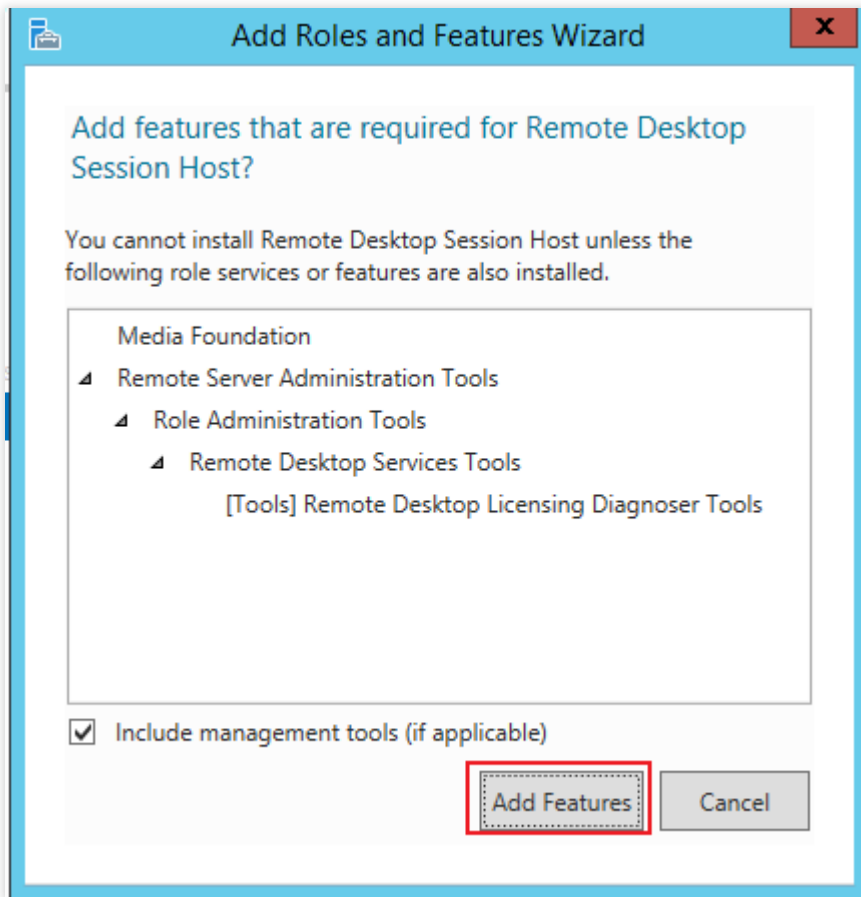 Add Roles and Features Wizard
x
Add features that are required for Remote Desktop
Session Host?
You cannot install Remote Desktop Session Host unless the
following role services or features are also installed.
Media Foundation
Remote Server Administration Tools
Role Administration Tools
Remote Desktop Services Tools
[Tools] Remote Desktop Licensing Diagnoser Tools
Include management tools (if applicable)
Add Features
Cancel